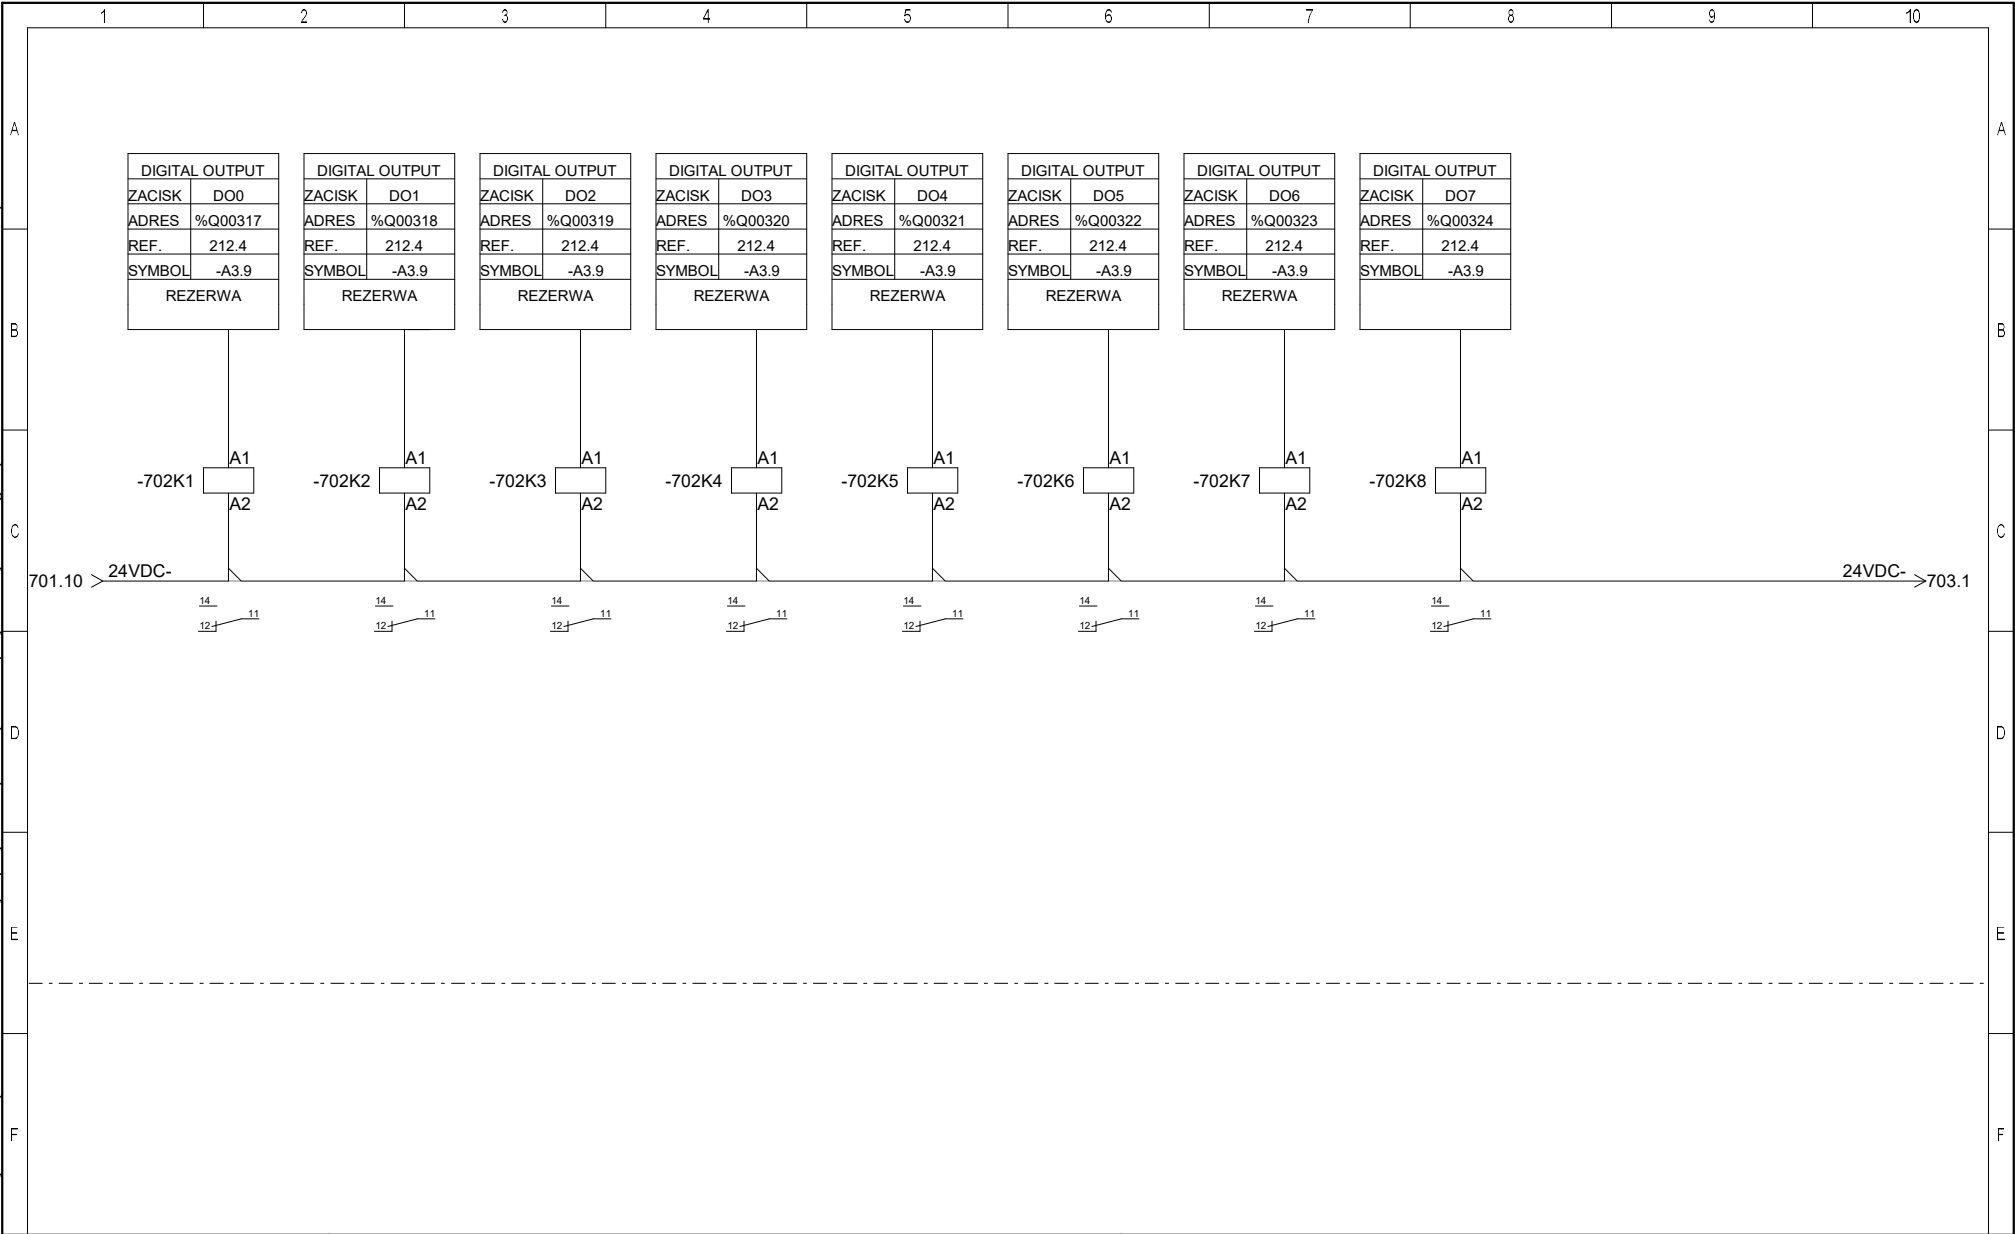 1 2 3 4 5 6 7 8 9 10
A A
DIGITAL OUTPUT DIGITAL OUTPUT DIGITAL OUTPUT DIGITAL OUTPUT DIGITAL OUTPUT DIGITAL OUTPUT DIGITAL OUTPUT DIGITAL OUTPUT
ZACISK DO0 ZACISK DO1 ZACISK DO2 ZACISK DO3 ZACISK DO4 ZACISK DO5 ZACISK DO6 ZACISK DO7
ADRES %Q00317 ADRES %Q00318 ADRES %Q00319 ADRES %Q00320 ADRES %Q00321 ADRES %Q00322 ADRES %Q00323 ADRES %Q00324
REF. 212.4 REF. 212.4 REF. 212.4 REF. 212.4 REF. 212.4 REF. 212.4 REF. 212.4 REF. 212.4
SYMBOL -A3.9 SYMBOL -A3.9 SYMBOL -A3.9 SYMBOL -A3.9 SYMBOL -A3.9 SYMBOL -A3.9 SYMBOL -A3.9 SYMBOL -A3.9
REZERWA REZERWA REZERWA REZERWA REZERWA REZERWA REZERWA
B B
A1 A1 A1 A1 A1 A1 A1 A1
-702K1 -702K2 -702K3 -702K4 -702K5 -702K6 -702K7 -702K8
A2 A2 A2 A2 A2 A2 A2 A2
C C
24VDC- 24VDC-
701.10 703.1
14 14 14 14 14 14 14 14
11 11 11 11 11 11 11 11
12 12 12 12 12 12 12 12
D D
E E
F F